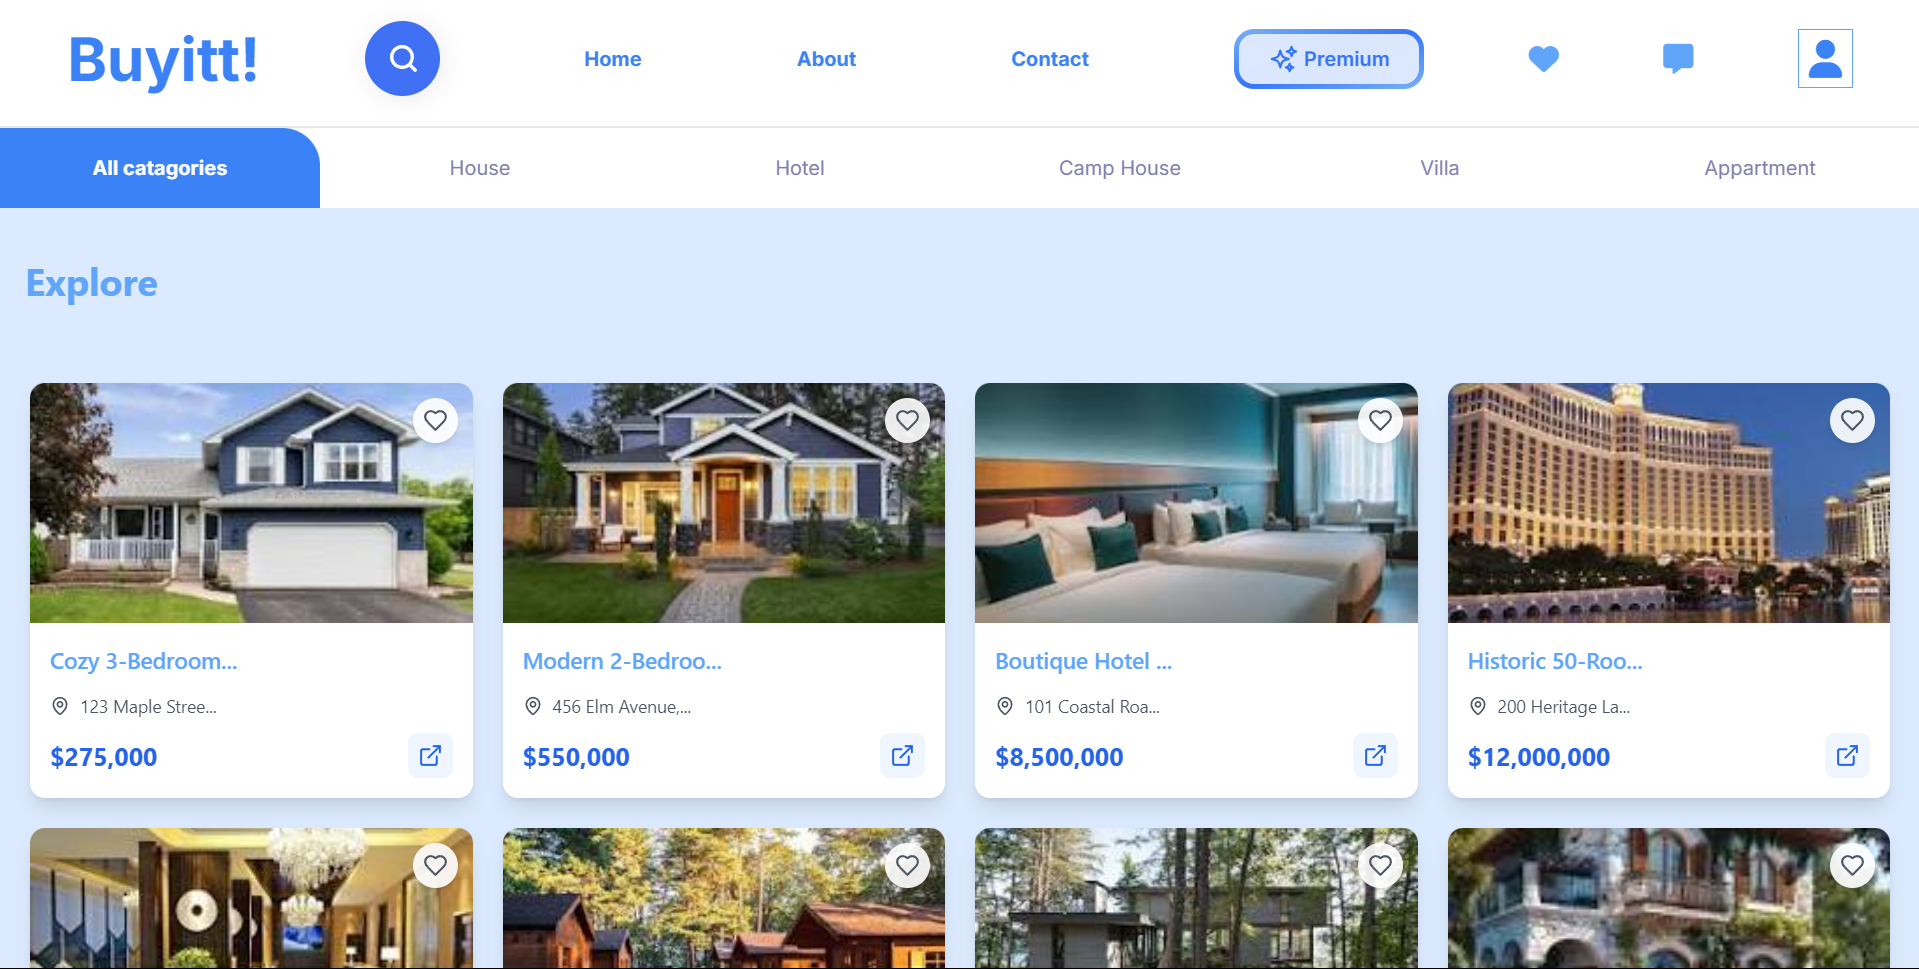 Buyitt!
Home
About
Contact
Premium
All catagories
House
Hotel
Camp House
Villa
Appartment
Explore
Cozy 3-Bedroom...
123 Maple Stree...
$275,000
Modern 2-Bedroo...
456 Elm Avenue,...
$550,000
Boutique Hotel ...
101 Coastal Roa...
$8,500,000
Historic 50-Roo...
200 Heritage La...
$12,000,000